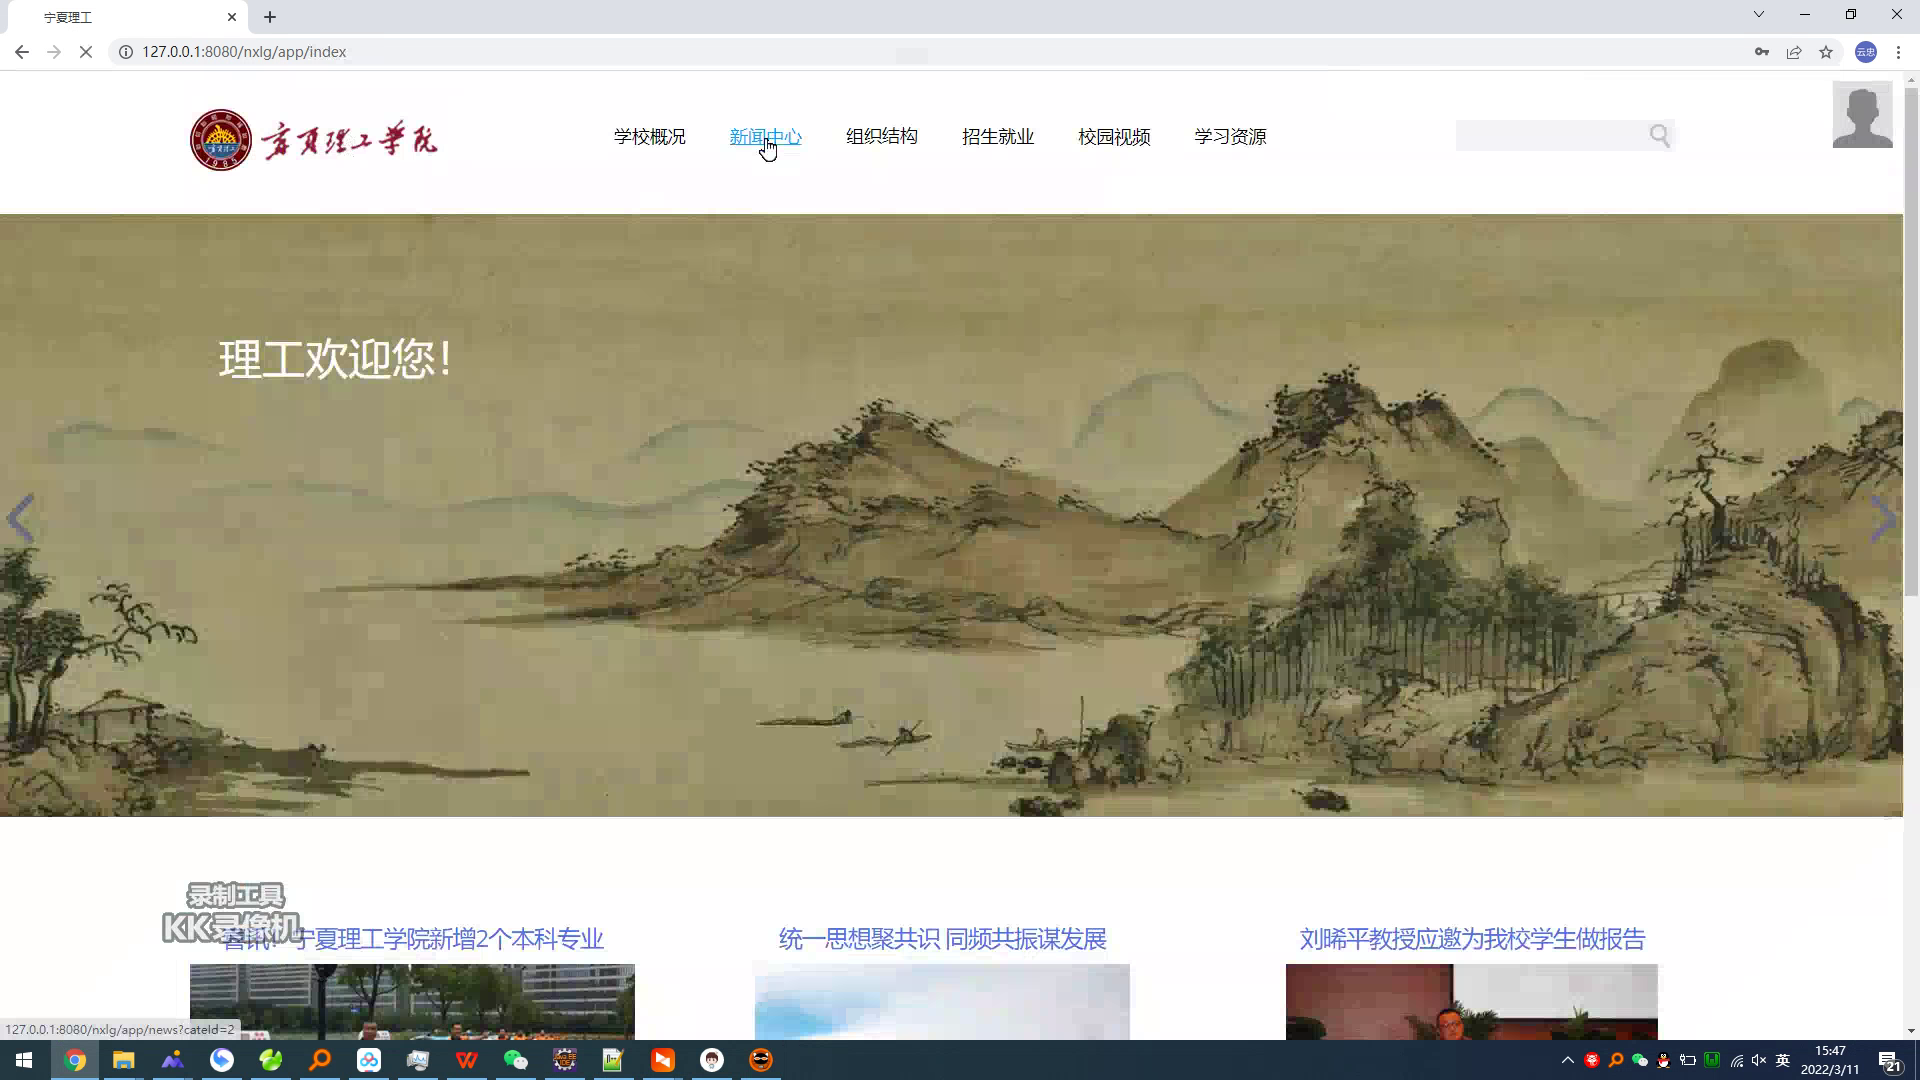 宁夏理工
127.0.0.1:8080/nxlg/app/index
云忠
宁夏理工学院
1985
学校概况
新闻中心
组织结构
招生就业
校园视频
学习资源
理工欢迎您!
录制工具
KK录像机
喜讯！宁夏理工学院新增2个本科专业
统一思想聚共识 同频共振谋发展
刘晞平教授应邀为我校学生做报告
127.0.0.1:8080/nxlg/app/news?cateId=2
英
15:47
2022/3/11
21